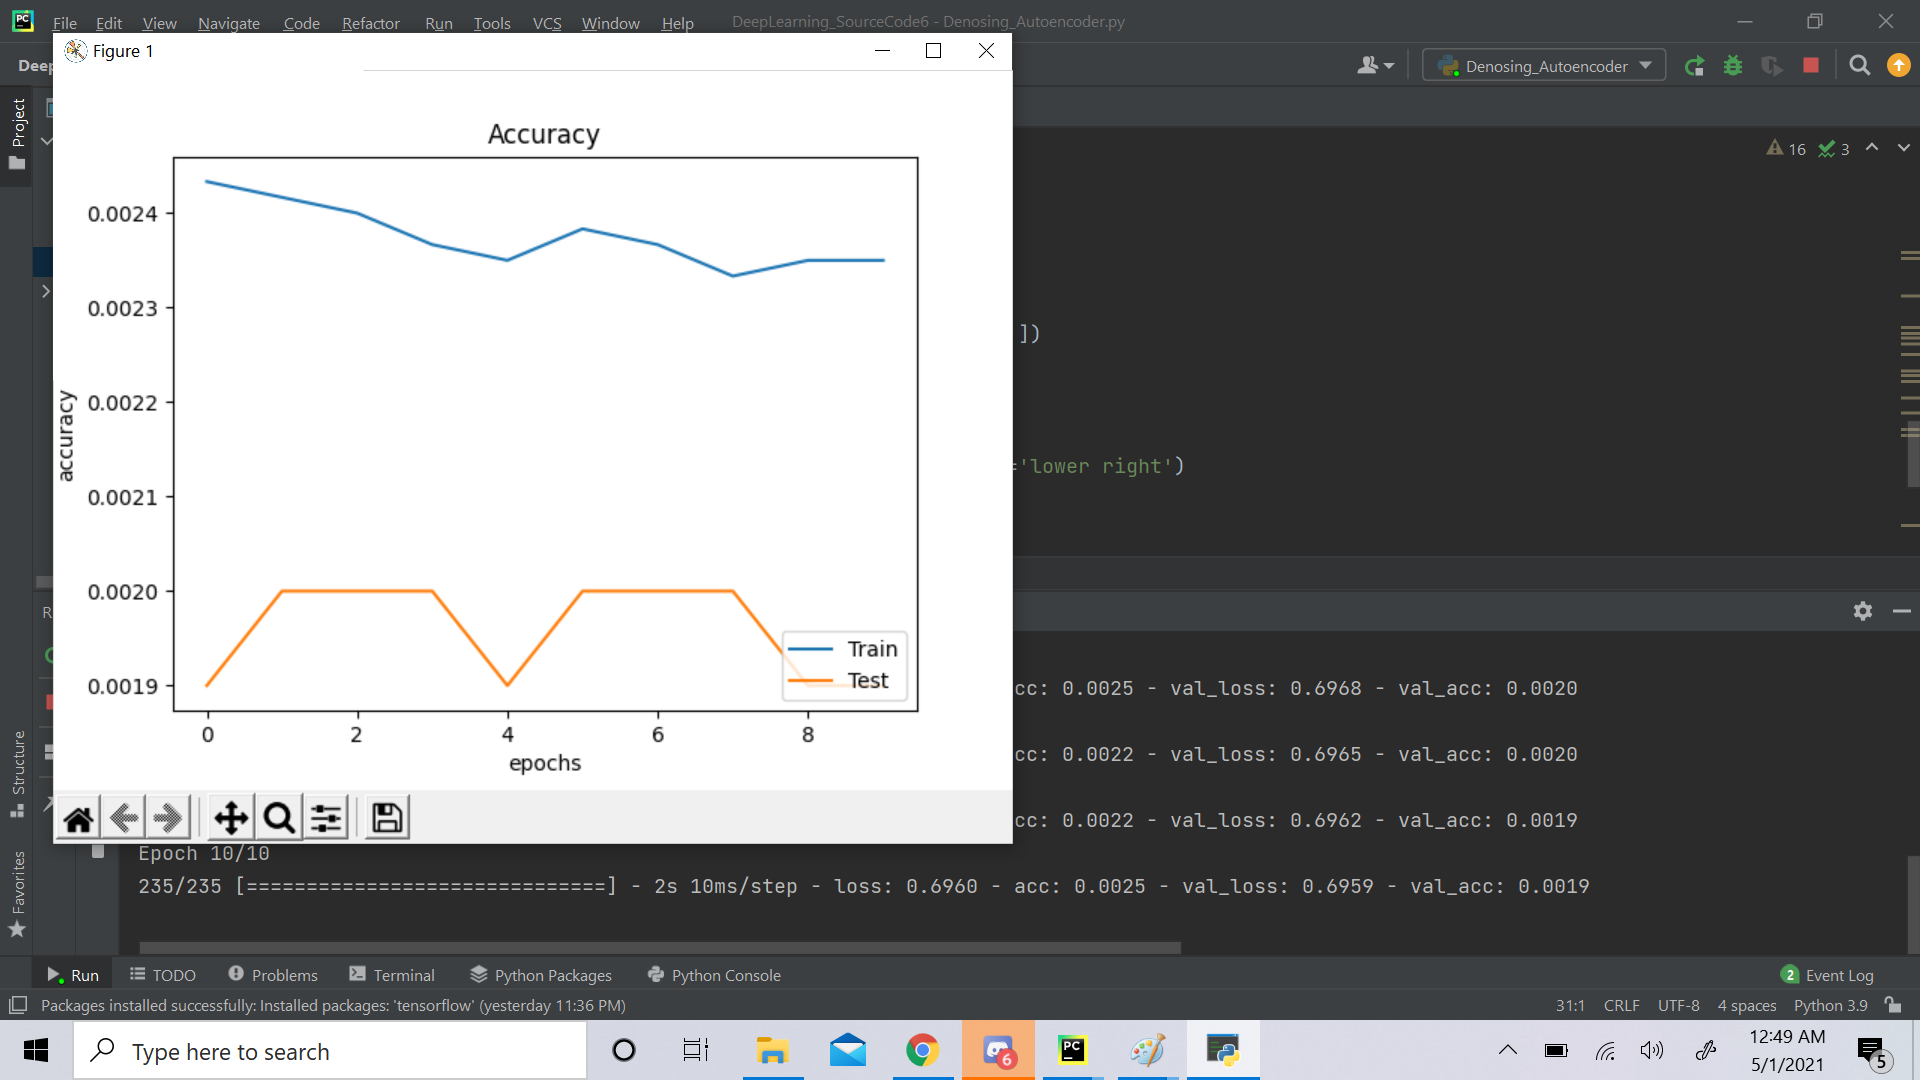 PC File Edit View Navigate Code Refactor Run Tools VCS Window Help DeepLearning_SourceCode6 - Denosing_Autoencoder.py
Figure 1
Deep
Denosing_Autoencoder
Project
16 3
Accuracy
0.0024
0.0023
0.0022
0.0021
0.0020
0.0019
accuracy
0 2 4 6 8
epochs
Train
Test
])
='lower right')
cc: 0.0025 - val_loss: 0.6968 - val_acc: 0.0020
cc: 0.0022 - val_loss: 0.6965 - val_acc: 0.0020
cc: 0.0022 - val_loss: 0.6962 - val_acc: 0.0019
Epoch 10/10
235/235 [==============================] - 2s 10ms/step - loss: 0.6960 - acc: 0.0025 - val_loss: 0.6959 - val_acc: 0.0019
Structure
Favorites
Run TODO Problems Terminal Python Packages Python Console 2 Event Log
Packages installed successfully: Installed packages: 'tensorflow' (yesterday 11:36 PM) 31:1 CRLF UTF-8 4 spaces Python 3.9
Type here to search
6
PC
12:49 AM
5/1/2021
5